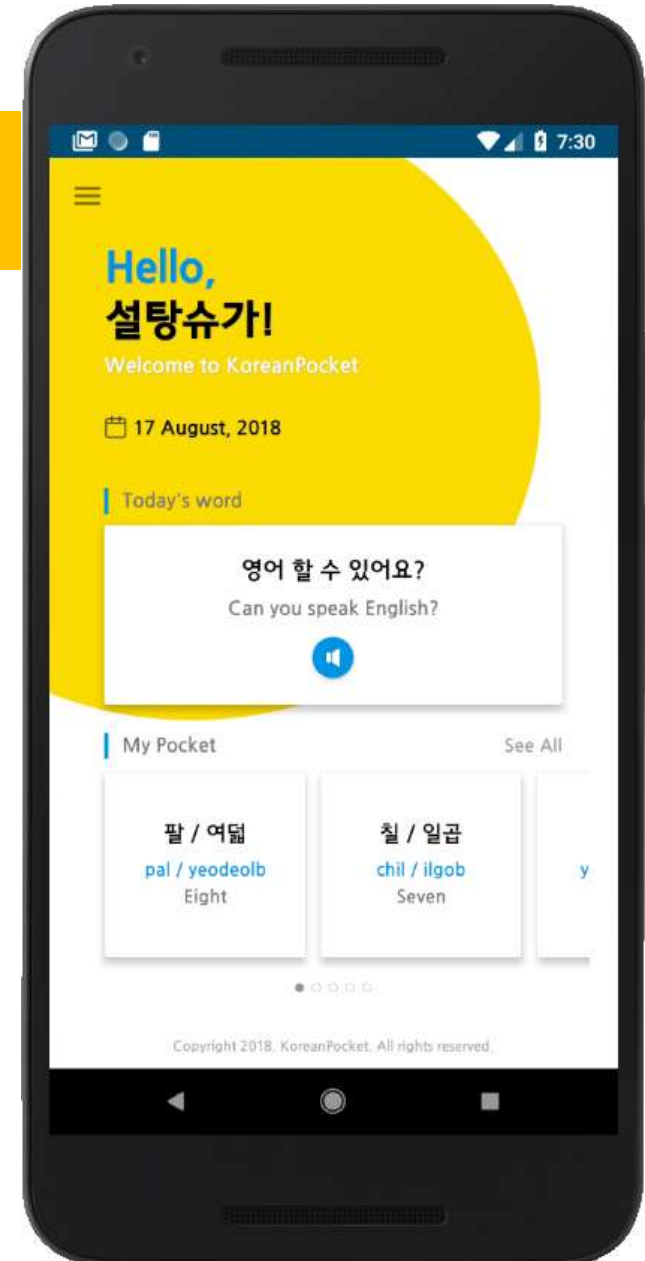 7:30
Hello,
설탕슈가!
Welcome to KoreanPocket
17 August, 2018
Today's word
영어 할 수 있어요?
Can you speak English?
My Pocket See All
팔 / 여덟 칠 / 일곱
pal / yeodeolb chil / ilgob y
Eight Seven
Copyright 2018. KoreanPocket. All rights reserved.